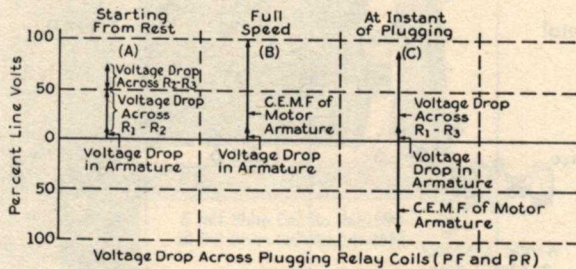 Starting
From Rest
Full
Speed
At Instant
of Plugging
Percent Line Volts
100
50
0
50
100
(A)
Voltage Drop
Across R2-R3
Voltage Drop
Across
R1 - R2
Voltage Drop
in Armature
(B)
C.E.M.F of
Motor
Armature
Voltage Drop
in Armature
(C)
Voltage Drop
Across
R1 - R3
Voltage
Drop in
Armature
C.E.M.F. of Motor
Armature
Voltage Drop Across Plugging Relay Coils (PF and PR)